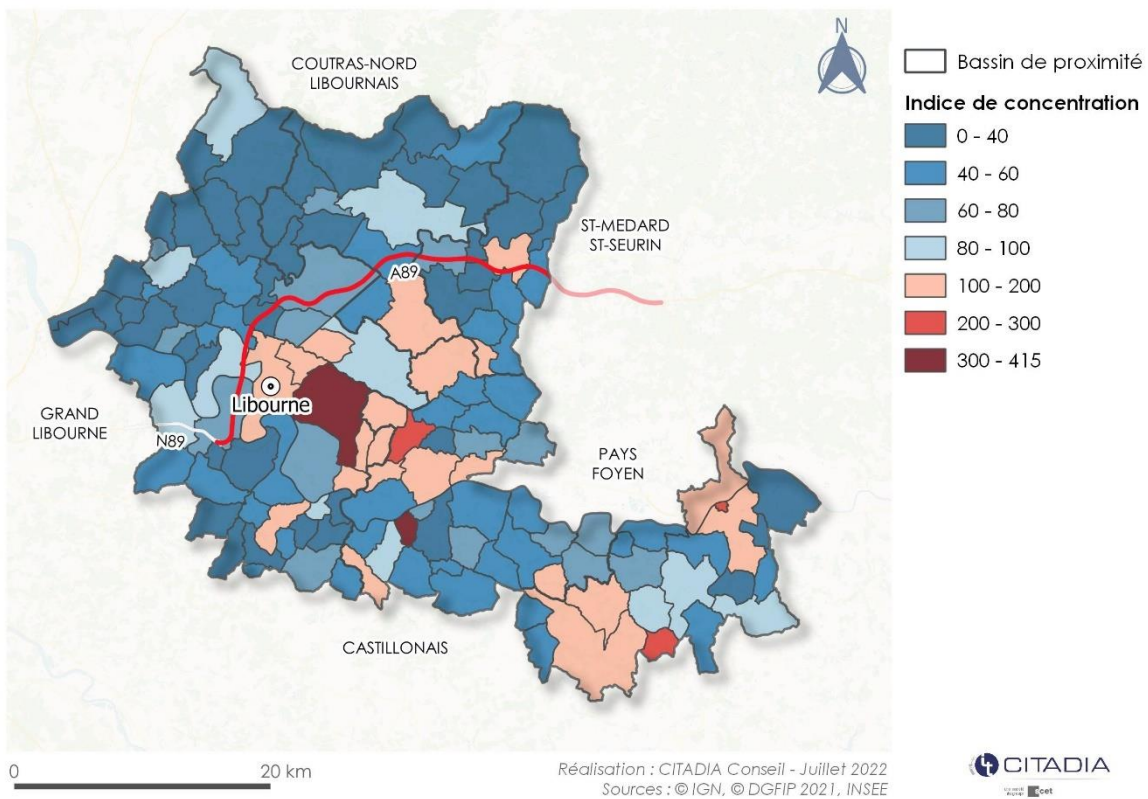 N
COUTRAS-NORD
LIBOURNAIS
ST-MEDARD
ST-SEURIN
A89
Libourne
GRAND
LIBOURNE
N89
PAYS
FOYEN
CASTILLONAIS
Bassin de proximité
Indice de concentration
0 - 40
40 - 60
60 - 80
80 - 100
100 - 200
200 - 300
300 - 415
0
20 km
Réalisation : CITADIA Conseil - Juillet 2022
Sources : © IGN, © DGFIP 2021, INSEE
CITADIA
scet